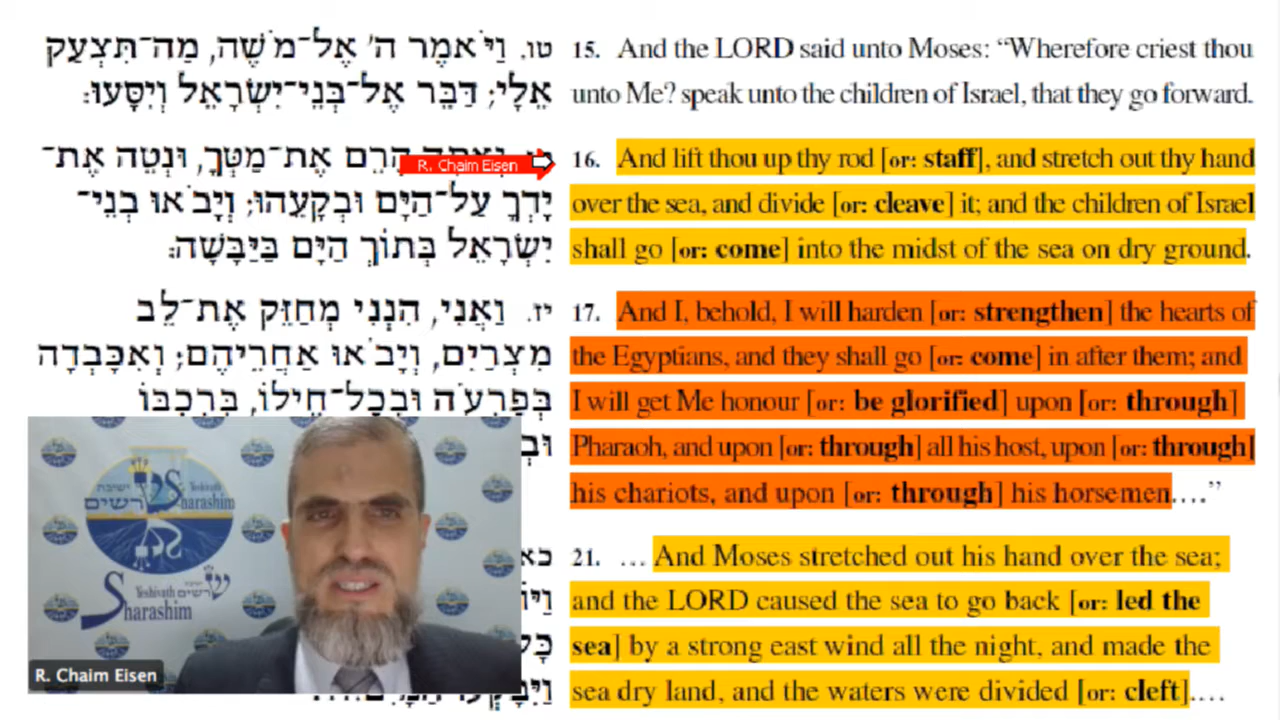 טו. וַיֹּאמֶר ה' אֶל־מֹשֶׁה, מַה־תִּצְעַק
אֵלָי; דַּבֵּר אֶל־בְּנֵי־יִשְׂרָאֵל וְיִסָּעוּ:
הָרֵם אֶת־מַטְּךָ, וּנְטֵה אֶת־
יָדְךָ עַל־הַיָּם וּבְקָעֵהוּ; וְיָבֹאוּ בְנֵי־
יִשְׂרָאֵל בְּתוֹךְ הַיָּם בַּיַּבָּשָׁה:
יז. וַאֲנִי, הִנְנִי מְחַזֵּק אֶת־לֵב
מִצְרַיִם, וְיָבֹאוּ אַחֲרֵיהֶם; וְאִכָּבְדָה
בְּפַרְעֹה וּבְכָל־חֵילוֹ, בְּרִכְבּוֹ
15. And the LORD said unto Moses: “Wherefore criest thou
unto Me? speak unto the children of Israel, that they go forward.
16. And lift thou up thy rod [or: staff], and stretch out thy hand
over the sea, and divide [or: cleave] it; and the children of Israel
shall go [or: come] into the midst of the sea on dry ground.
17. And I, behold, I will harden [or: strengthen] the hearts of
the Egyptians, and they shall go [or: come] in after them; and
I will get Me honour [or: be glorified] upon [or: through]
Pharaoh, and upon [or: through] all his host, upon [or: through]
his chariots, and upon [or: through] his horsemen….”
21. …And Moses stretched out his hand over the sea;
and the LORD caused the sea to go back [or: led the
sea] by a strong east wind all the night, and made the
sea dry land, and the waters were divided [or: cleft].…
R. Chaim Eisen
ישיבת
שרשים
Yeshivath
Sharashim
Yeshivath
ישיבת
שרשים
Sharashim
R. Chaim Eisen